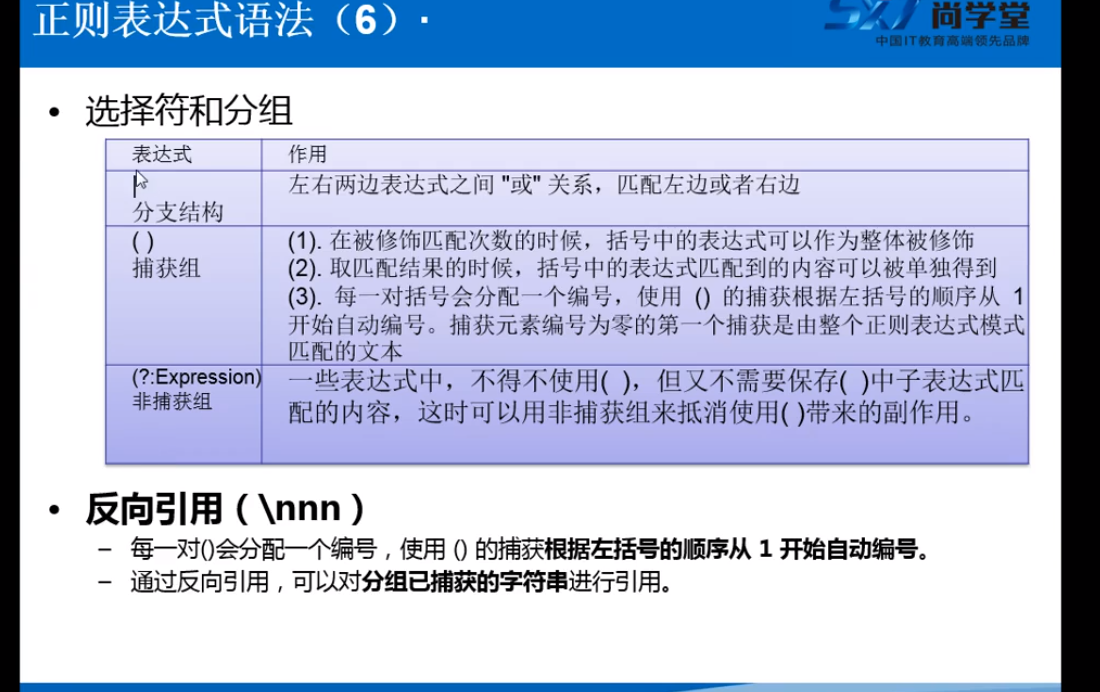 正则表达式语法（6）·
尚学堂
中国IT教育高端领先品牌
• 选择符和分组
表达式
作用
|
分支结构
左右两边表达式之间 "或" 关系，匹配左边或者右边
( )
捕获组
(1). 在被修饰匹配次数的时候，括号中的表达式可以作为整体被修饰
(2). 取匹配结果的时候，括号中的表达式匹配到的内容可以被单独得到
(3). 每一对括号会分配一个编号，使用 () 的捕获根据左括号的顺序从 1
开始自动编号。捕获元素编号为零的第一个捕获是由整个正则表达式模式
匹配的文本
(?:Expression)
非捕获组
一些表达式中，不得不使用( )，但又不需要保存( )中子表达式匹
配的内容，这时可以用非捕获组来抵消使用( )带来的副作用。
• 反向引用（\nnn）
– 每一对()会分配一个编号，使用 () 的捕获根据左括号的顺序从 1 开始自动编号。
– 通过反向引用，可以对分组已捕获的字符串进行引用。